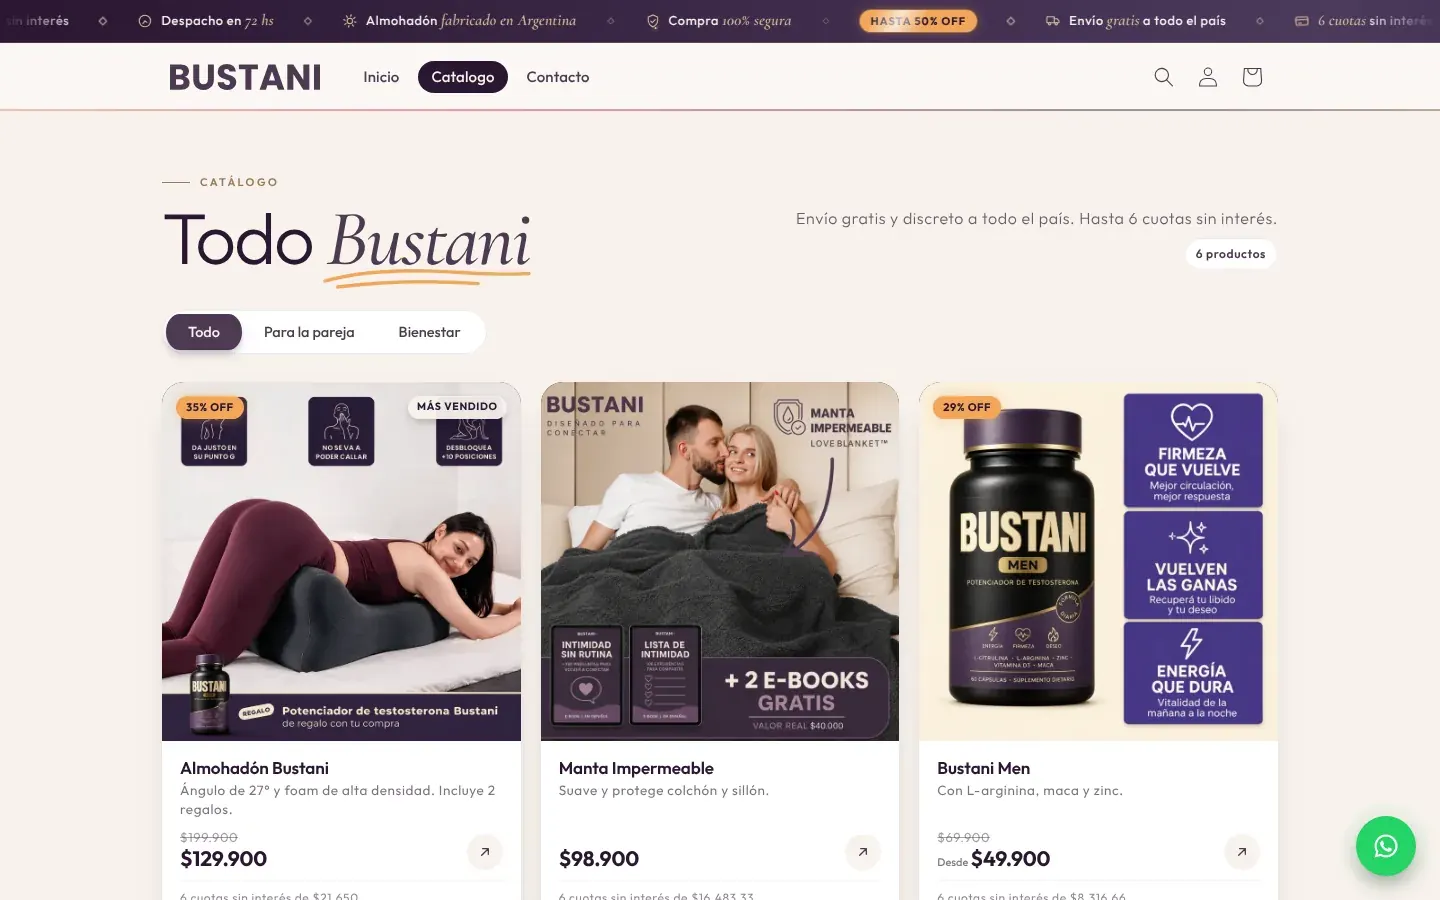 sin interés
Despacho en 72 hs
Almohadón fabricado en Argentina
Compra 100% segura
HASTA 50% OFF
Envío gratis a todo el país
6 cuotas sin interés
BUSTANI
Inicio
Catalogo
Contacto
CATÁLOGO
Todo Bustani
Envío gratis y discreto a todo el país. Hasta 6 cuotas sin interés.
6 productos
Todo
Para la pareja
Bienestar
35% OFF
MÁS VENDIDO
DA JUSTO EN
SU PUNTO G
NO SE VA A
PODER CALLAR
DESBLOQUEA
+10 POSICIONES
BUSTANI
MEN
REGALO
Potenciador de testosterona Bustani
de regalo con tu compra
Almohadón Bustani
Ángulo de 27° y foam de alta densidad. Incluye 2
regalos.
$199.900
$129.900
6 cuotas sin interés de $21.650
BUSTANI
DISEÑADO PARA
CONECTAR™
MANTA
IMPERMEABLE
LOVEBLANKET™
BUSTANI
INTIMIDAD
SIN RUTINA
BUSTANI
LISTA DE
INTIMIDAD
+ 2 E-BOOKS
GRATIS
VALOR REAL $40.000
Manta Impermeable
Suave y protege colchón y sillón.
$98.900
6 cuotas sin interés de $16.483,33
29% OFF
BUSTANI
MEN
POTENCIADOR DE TESTOSTERONA
FÓRMULA
DIARIA
ENERGÍA
FIRMEZA
DESEO
L-CITRULINA · L-ARGININA · ZINC ·
VITAMINA D3 · MACA
60 CÁPSULAS · SUPLEMENTO DIETARIO
FIRMEZA
QUE VUELVE
Mejor circulación,
mejor respuesta
VUELVEN
LAS GANAS
Recuperá tu libido
y tu deseo
ENERGÍA
QUE DURA
Vitalidad de la
mañana a la noche
Bustani Men
Con L-arginina, maca y zinc.
$69.900
Desde $49.900
6 cuotas sin interés de $8.316,66